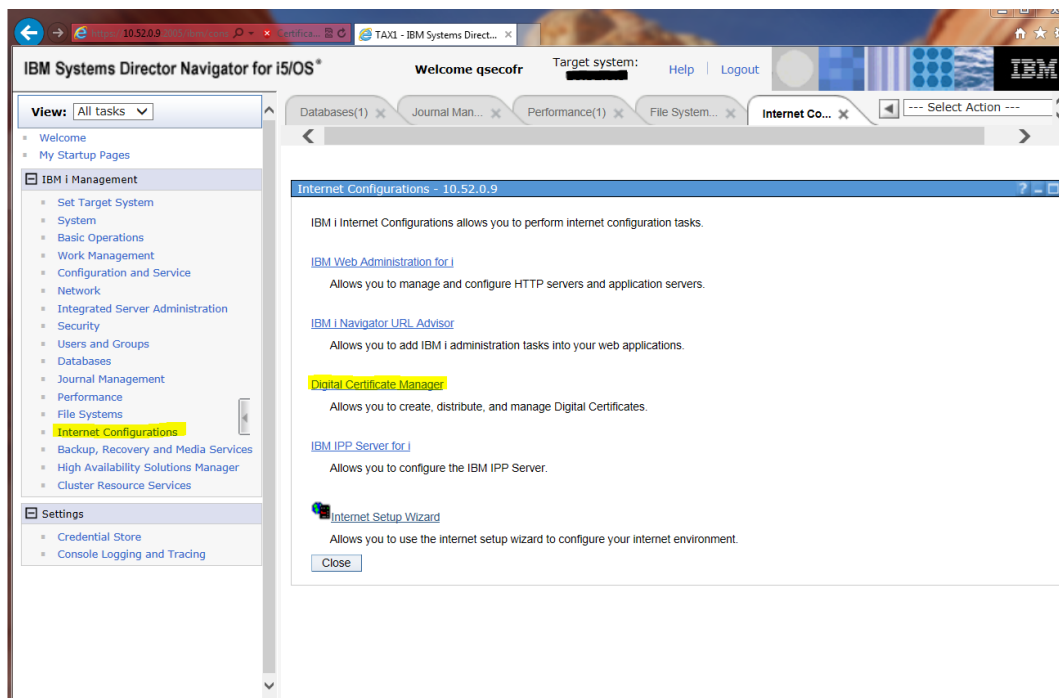 https://10.52.0.9:2005/ibm/cons
Certifica...
TAX1 - IBM Systems Direct...
IBM Systems Director Navigator for i5/OS®
Welcome qsecofr
Target system:
Help
Logout
IBM
View: All tasks
Databases(1)
Journal Man...
Performance(1)
File System...
Internet Co...
--- Select Action ---
Welcome
My Startup Pages
IBM i Management
Set Target System
System
Basic Operations
Work Management
Configuration and Service
Network
Integrated Server Administration
Security
Users and Groups
Databases
Journal Management
Performance
File Systems
Internet Configurations
Backup, Recovery and Media Services
High Availability Solutions Manager
Cluster Resource Services
Settings
Credential Store
Console Logging and Tracing
Internet Configurations - 10.52.0.9
IBM i Internet Configurations allows you to perform internet configuration tasks.
IBM Web Administration for i
Allows you to manage and configure HTTP servers and application servers.
IBM i Navigator URL Advisor
Allows you to add IBM i administration tasks into your web applications.
Digital Certificate Manager
Allows you to create, distribute, and manage Digital Certificates.
IBM IPP Server for i
Allows you to configure the IBM IPP Server.
Internet Setup Wizard
Allows you to use the internet setup wizard to configure your internet environment.
Close